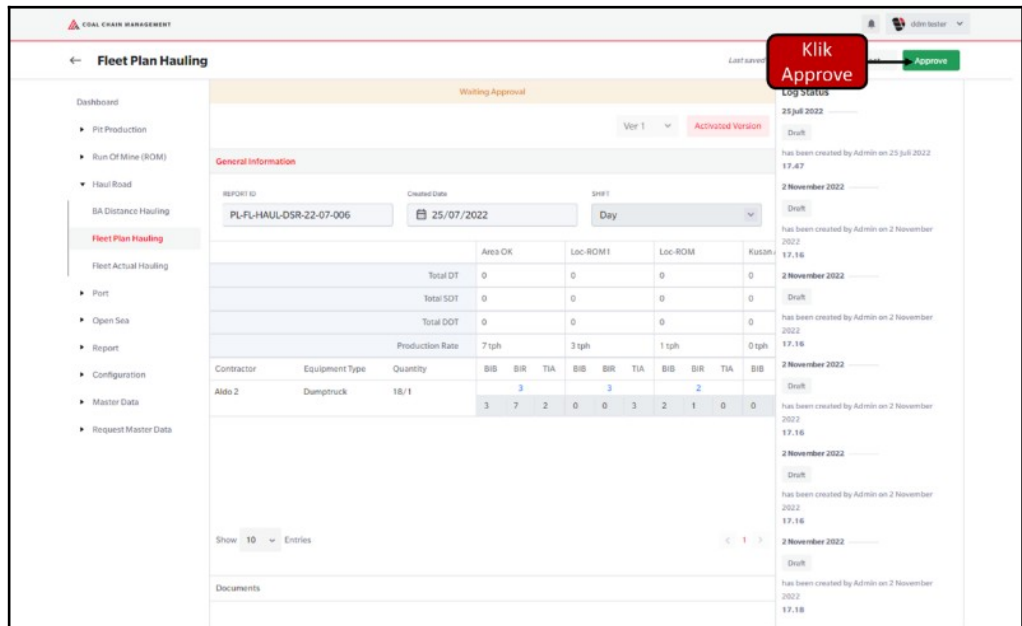 COAL CHAIN MANAGEMENT
ddm tester
← Fleet Plan Hauling
Last saved
Klik
Approve
Approve
Dashboard
Pit Production
Run Of Mine (ROM)
Haul Road
BA Distance Hauling
Fleet Plan Hauling
Fleet Actual Hauling
Port
Open Sea
Report
Configuration
Master Data
Request Master Data
Waiting Approval
Ver 1
Activated Version
General Information
REPORT ID Created Date SHIFT
PL-FL-HAUL-DSR-22-07-006 25/07/2022 Day
Area OK Loc-ROM1 Loc-ROM Kusan
Total DT 0 0 0 0
Total SDT 0 0 0 0
Total DDT 0 0 0 0
Production Rate 7 tph 3 tph 1 tph 0 tph
Contractor Equipment Type Quantity BIB BIR TIA BIB BIR TIA BIB BIR TIA BIB
Aldo 2 Dumptruck 18/1 3 3 2
3 7 2 0 0 3 2 1 0 0
Show 10 Entries
< 1 >
Documents
Log Status
25 Juli 2022
Draft
has been created by Admin on 25 Juli 2022
17.47
2 November 2022
Draft
has been created by Admin on 2 November
2022
17.16
2 November 2022
Draft
has been created by Admin on 2 November
2022
17.16
2 November 2022
Draft
has been created by Admin on 2 November
2022
17.16
2 November 2022
Draft
has been created by Admin on 2 November
2022
17.16
2 November 2022
Draft
has been created by Admin on 2 November
2022
17.18